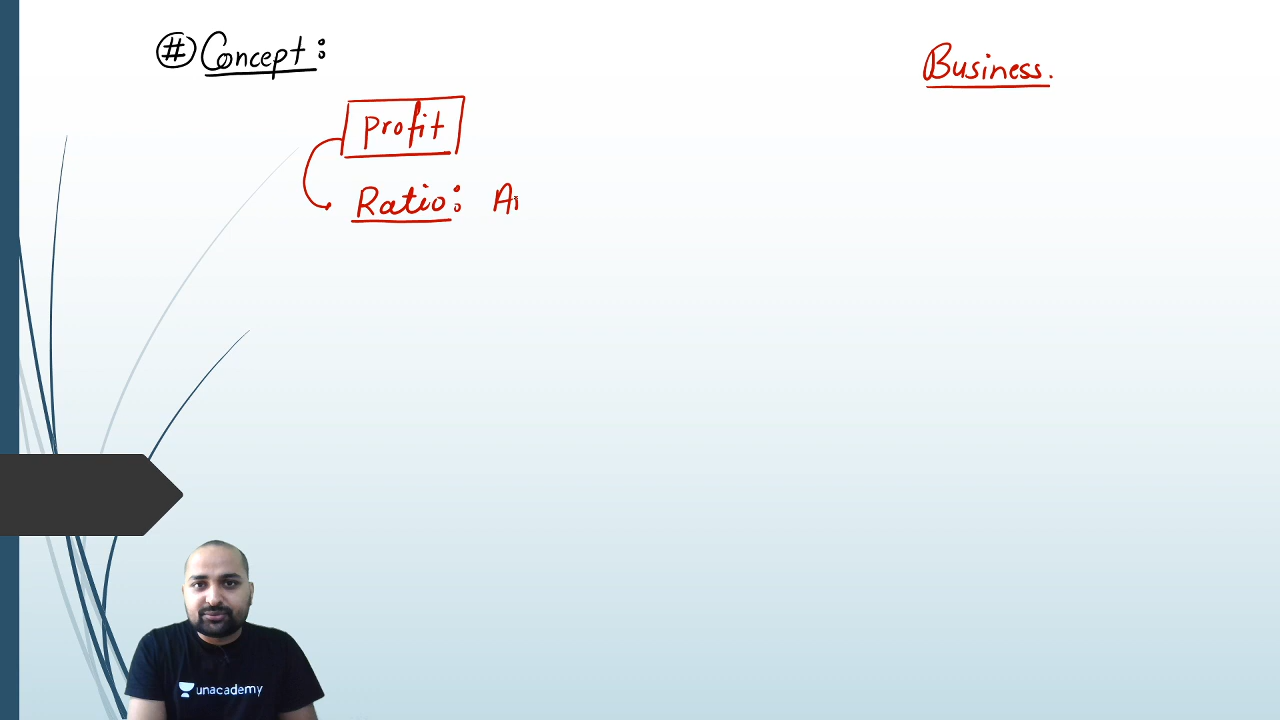 # Concept:
Business.
Profit
Ratio: A
unacademy